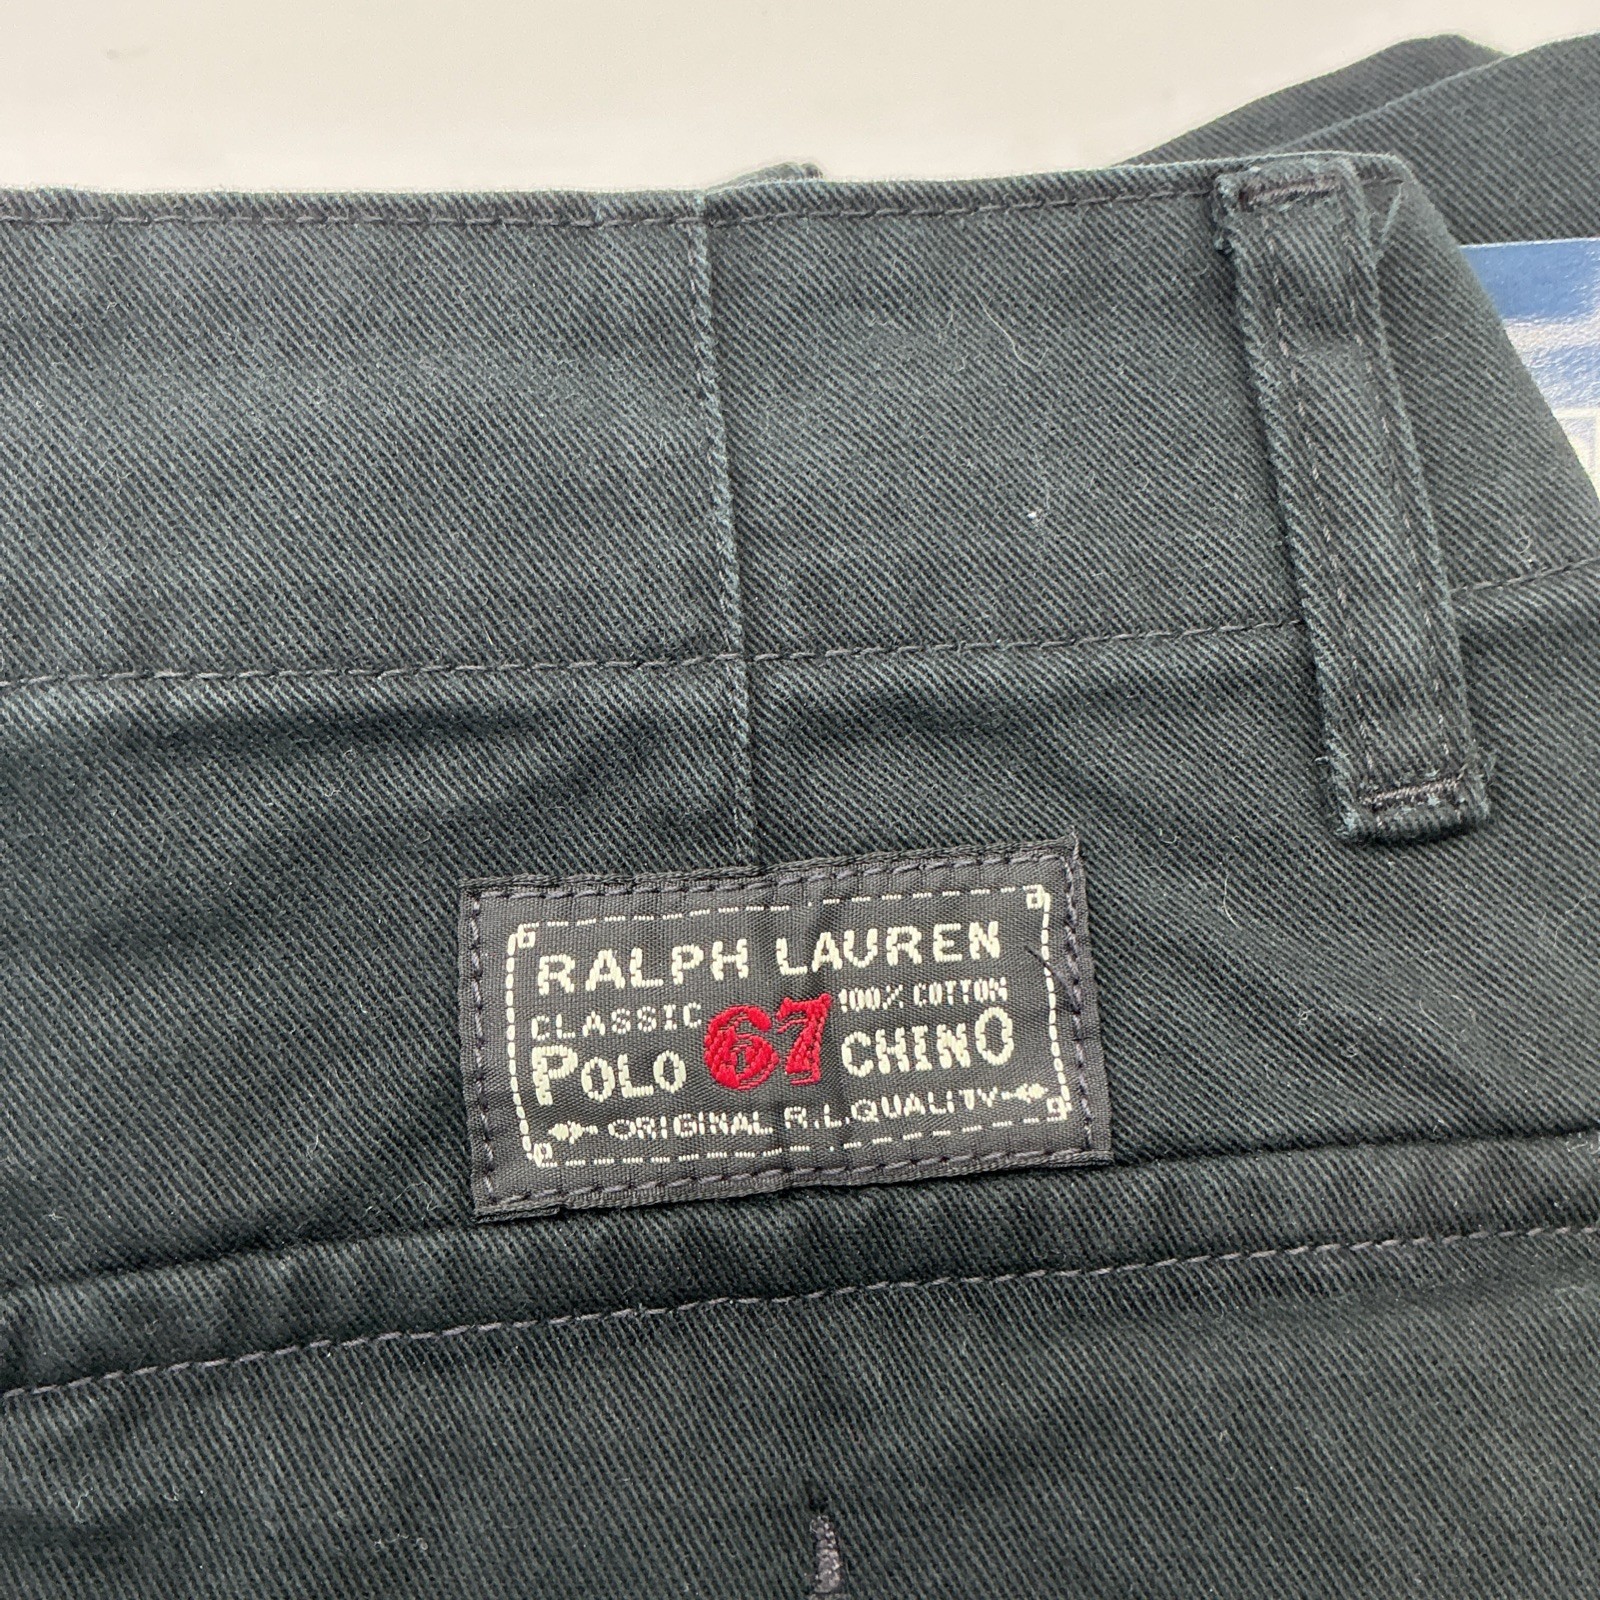 RALPH LAUREN
CLASSIC 67 100% COTTON
POLO CHINO
ORIGINAL R.L. QUALITY